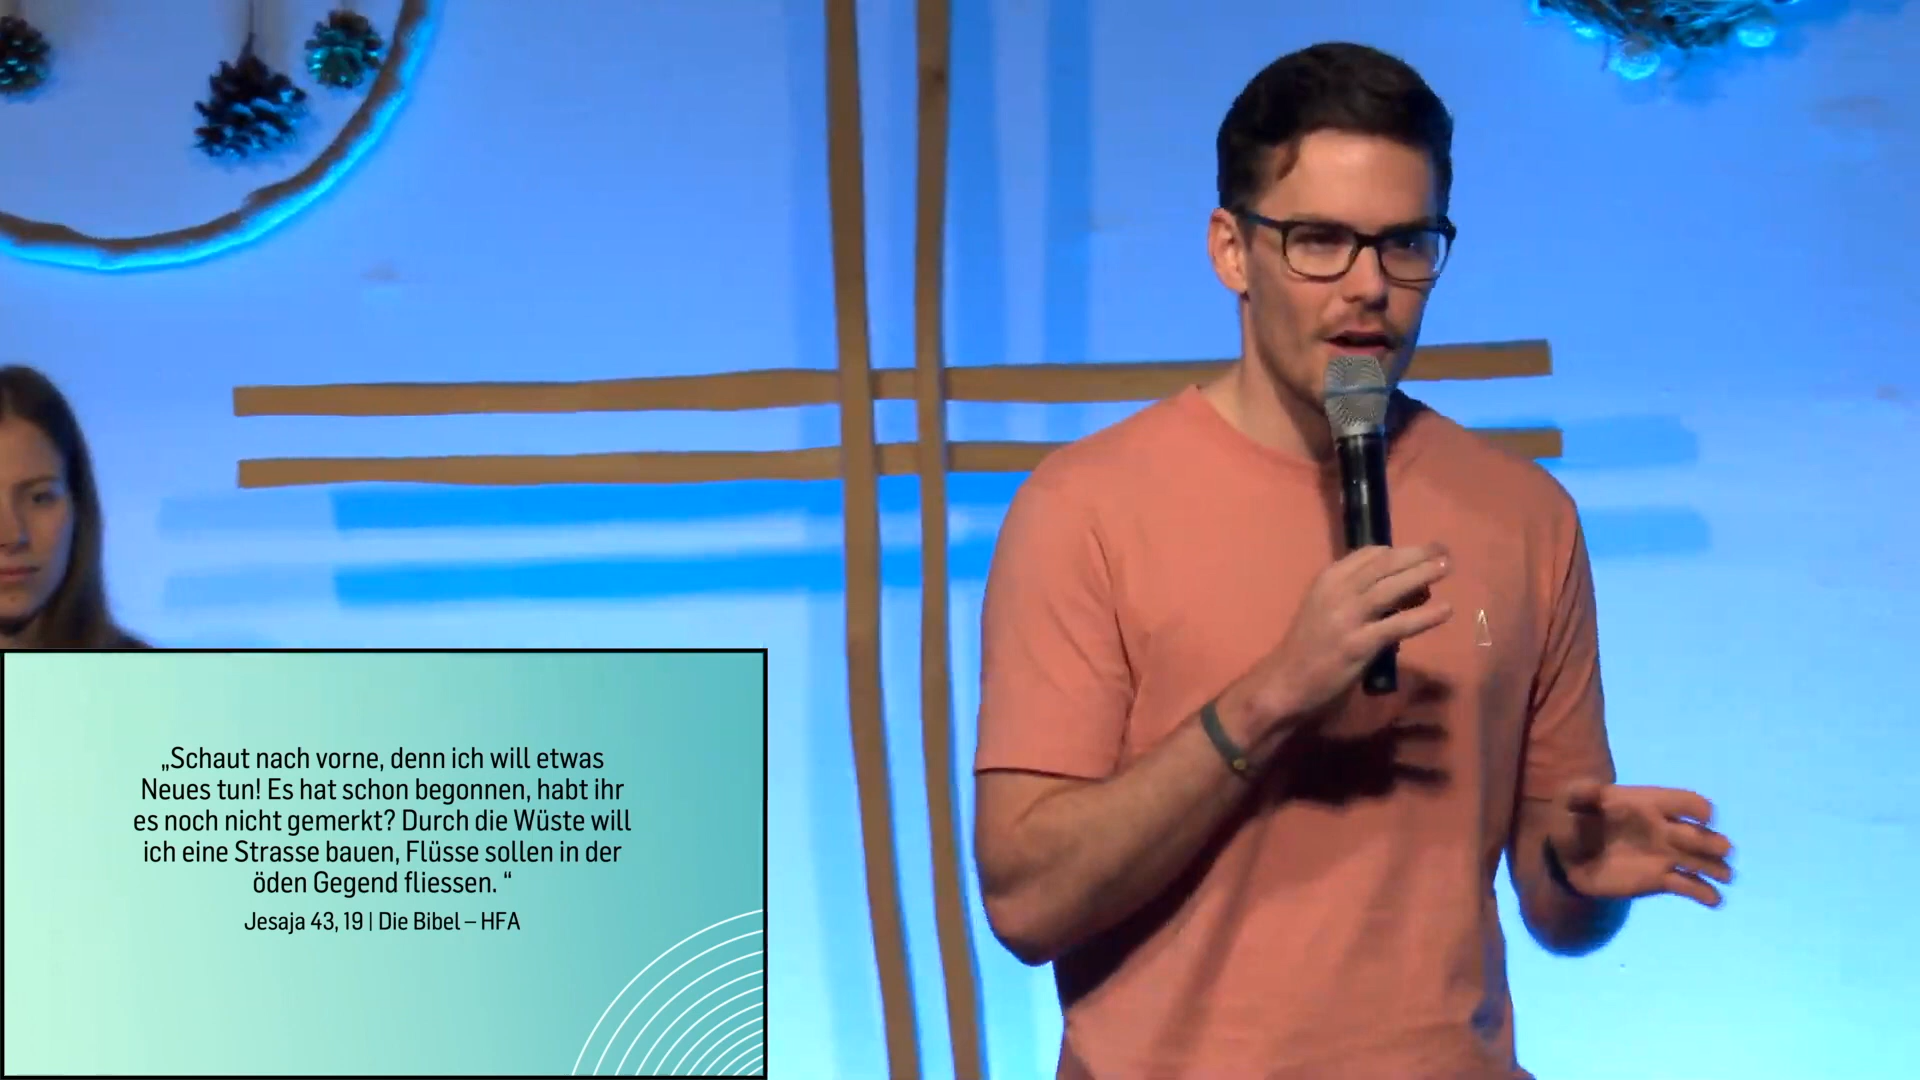 „Schaut nach vorne, denn ich will etwas
Neues tun! Es hat schon begonnen, habt ihr
es noch nicht gemerkt? Durch die Wüste will
ich eine Strasse bauen, Flüsse sollen in der
öden Gegend fliessen. “
Jesaja 43, 19 | Die Bibel – HFA